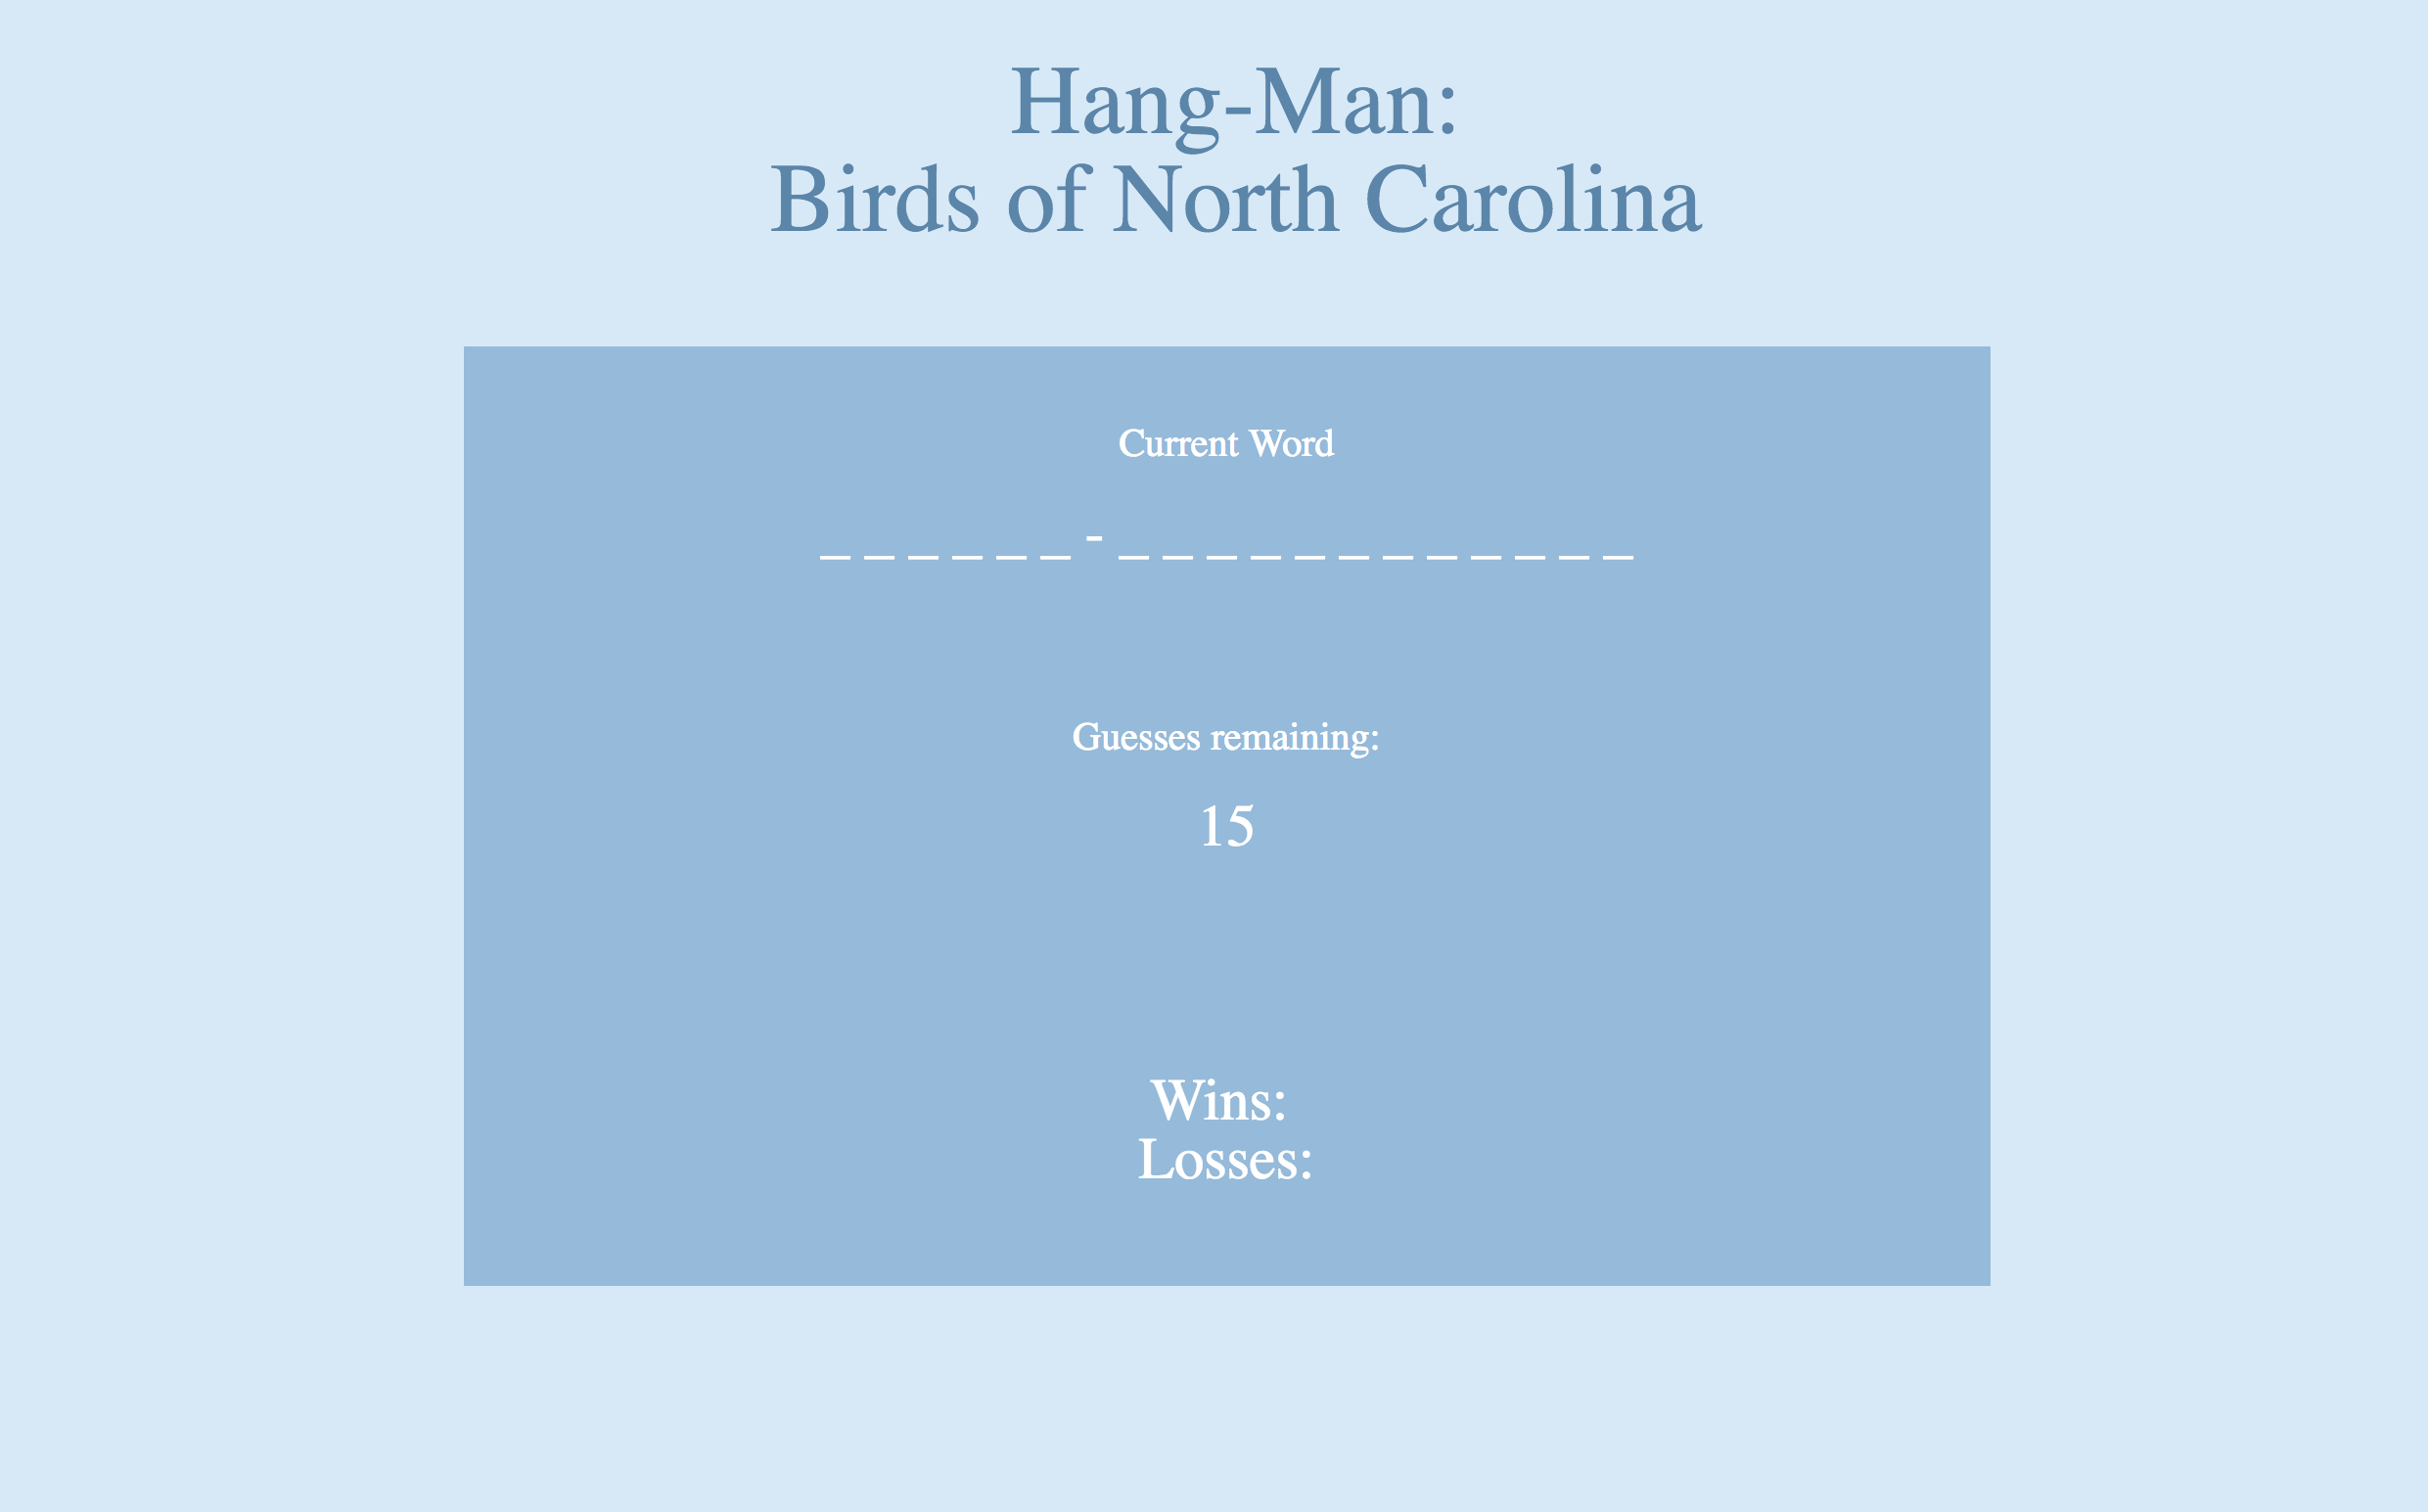 Hang-Man:
Birds of North Carolina
Current Word
_ _ _ _ _ _ - _ _ _ _ _ _ _ _ _ _ _ _
Guesses remaining:
15
Wins:
Losses: